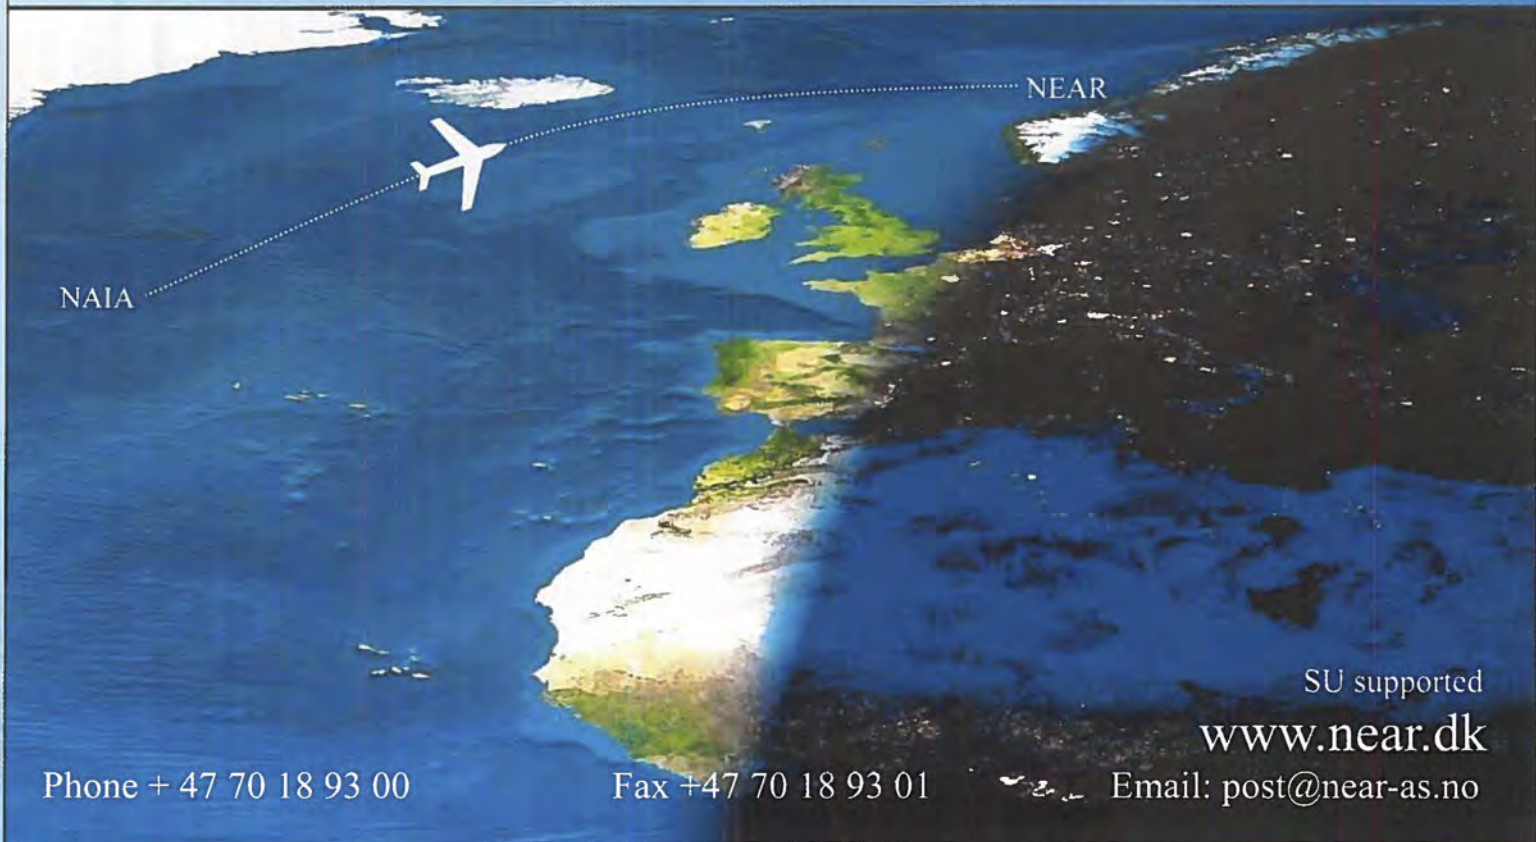 NEAR
NAIA
SU supported
www.near.dk
Phone + 47 70 18 93 00
Fax +47 70 18 93 01
Email: post@near-as.no